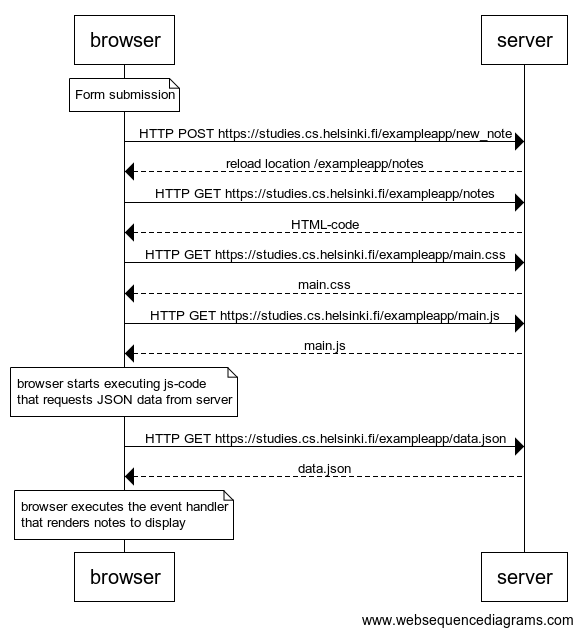 browser
server
Form submission
HTTP POST https://studies.cs.helsinki.fi/exampleapp/new_note
reload location /exampleapp/notes
HTTP GET https://studies.cs.helsinki.fi/exampleapp/notes
HTML-code
HTTP GET https://studies.cs.helsinki.fi/exampleapp/main.css
main.css
HTTP GET https://studies.cs.helsinki.fi/exampleapp/main.js
main.js
browser starts executing js-code
that requests JSON data from server
HTTP GET https://studies.cs.helsinki.fi/exampleapp/data.json
data.json
browser executes the event handler
that renders notes to display
browser
server
www.websequencediagrams.com